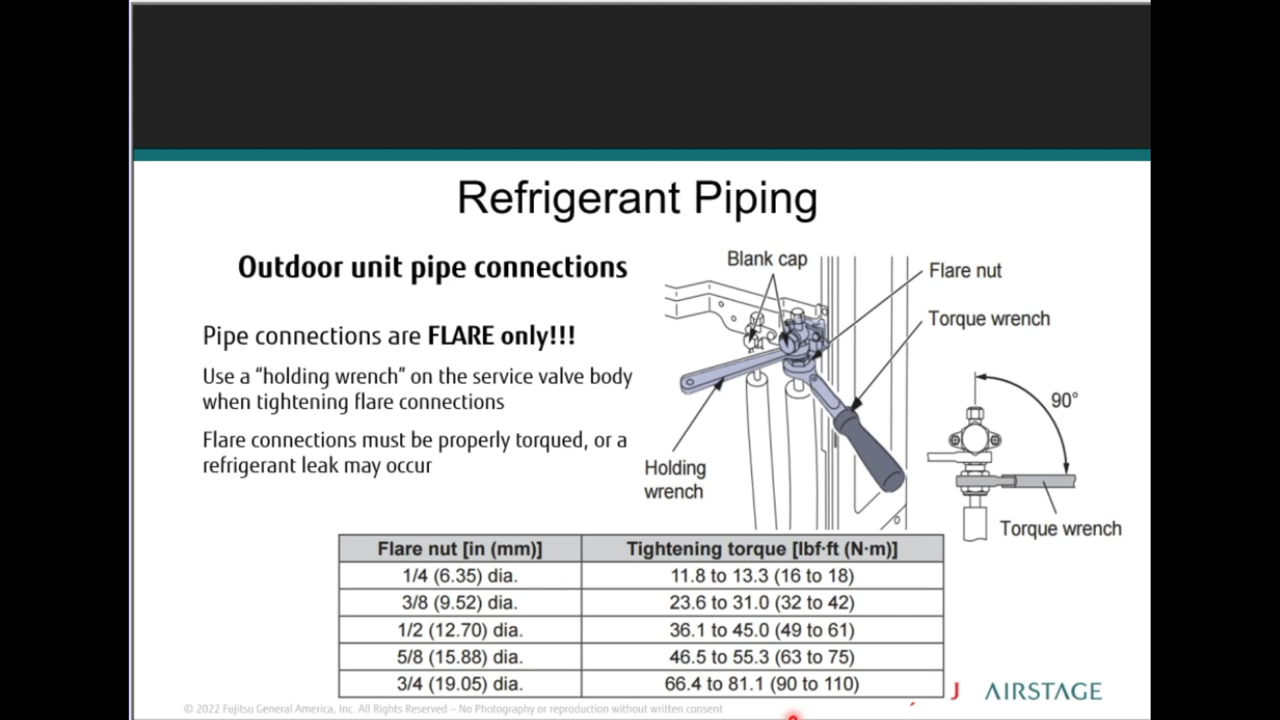 Refrigerant Piping
Outdoor unit pipe connections
Pipe connections are FLARE only!!!
Use a “holding wrench” on the service valve body
when tightening flare connections
Flare connections must be properly torqued, or a
refrigerant leak may occur
Blank cap
Flare nut
Torque wrench
Holding
wrench
90°
Torque wrench
Flare nut [in (mm)] Tightening torque [lbf·ft (N·m)]
1/4 (6.35) dia. 11.8 to 13.3 (16 to 18)
3/8 (9.52) dia. 23.6 to 31.0 (32 to 42)
1/2 (12.70) dia. 36.1 to 45.0 (49 to 61)
5/8 (15.88) dia. 46.5 to 55.3 (63 to 75)
3/4 (19.05) dia. 66.4 to 81.1 (90 to 110)
J AIRSTAGE
© 2022 Fujitsu General America, Inc. All Rights Reserved – No Photography or reproduction without written consent